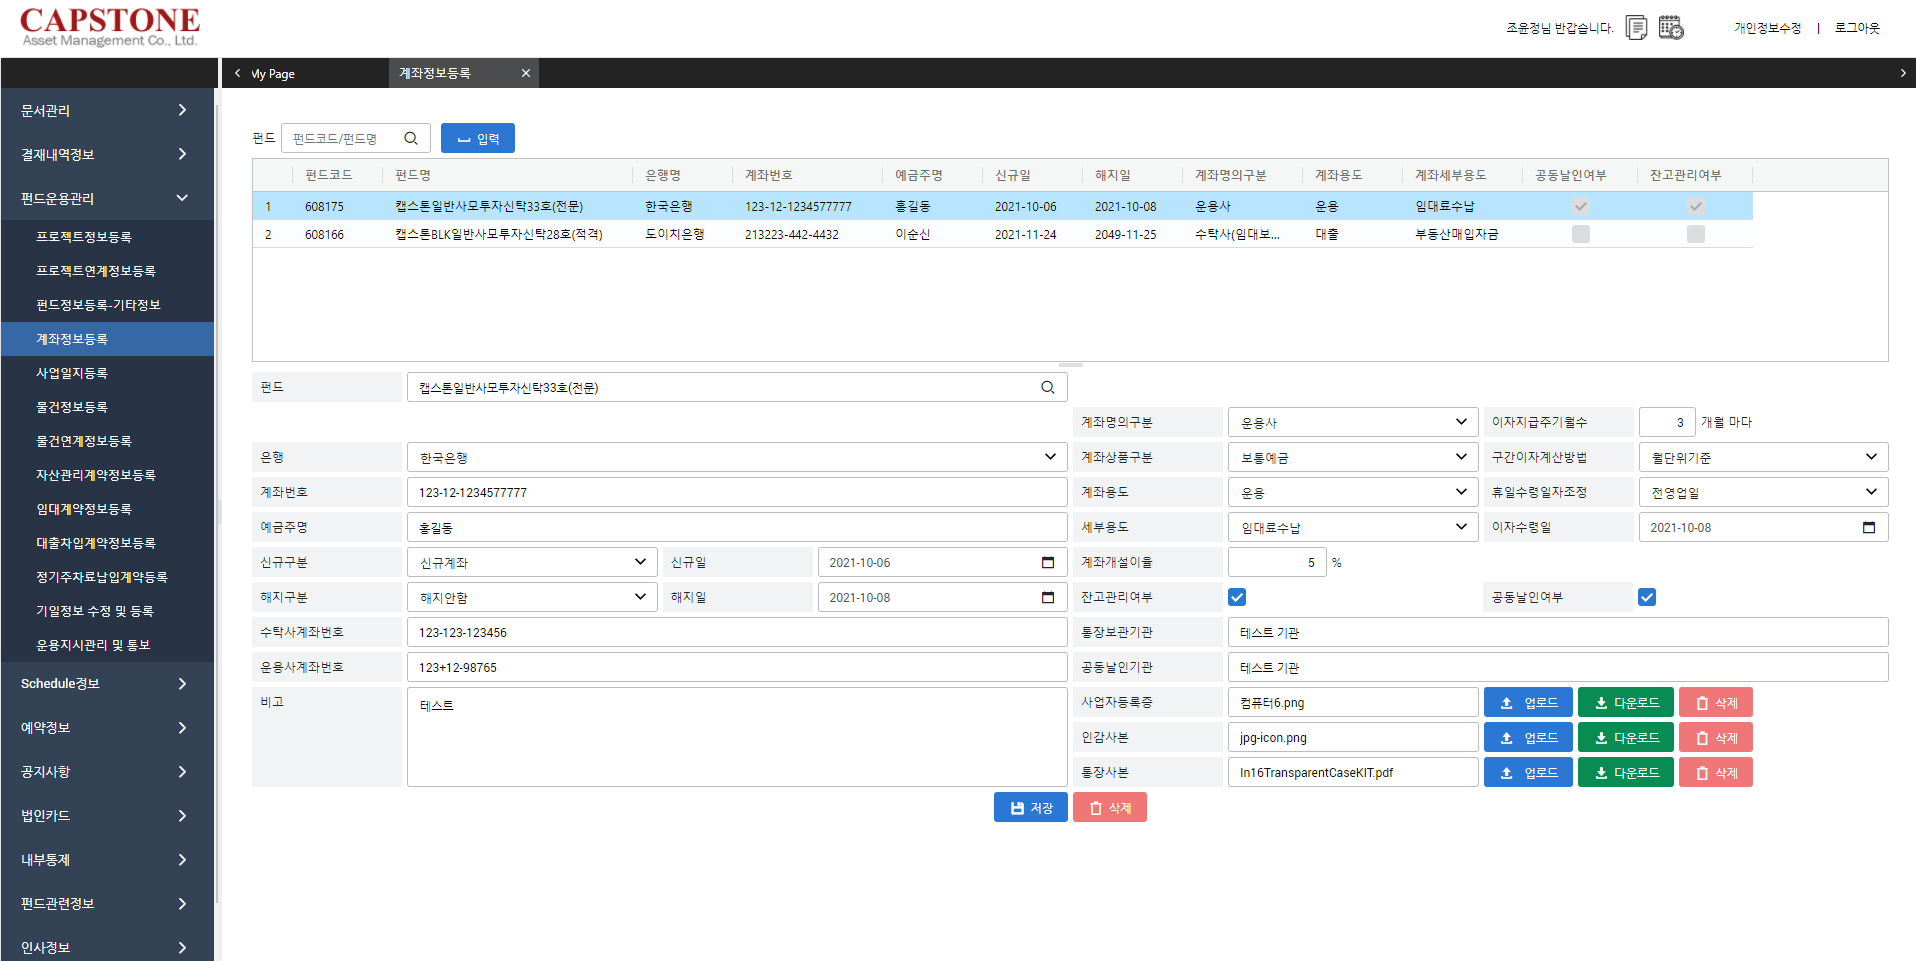 CAPSTONE
Asset Management Co., Ltd.
조윤정님 반갑습니다.
개인정보수정 | 로그아웃
My Page
계좌정보등록
문서관리
결재내역정보
펀드운용관리
프로젝트정보등록
프로젝트연계정보등록
펀드정보등록-기타정보
계좌정보등록
사업일지등록
물건정보등록
물건연계정보등록
자산관리계약정보등록
임대계약정보등록
대출차입계약정보등록
정기주차료납입계약등록
기일정보 수정 및 등록
운용지시관리 및 통보
Schedule정보
예약정보
공지사항
법인카드
내부통제
펀드관련정보
인사정보
펀드 펀드코드/펀드명 입력
펀드코드 펀드명 은행명 계좌번호 예금주명 신규일 해지일 계좌명의구분 계좌용도 계좌세부용도 공동날인여부 잔고관리여부
1 608175 캡스톤일반사모투자신탁33호(전문) 한국은행 123-12-1234577777 홍길동 2021-10-06 2021-10-08 운용사 운용 임대료수납
2 608166 캡스톤BLK일반사모투자신탁28호(적격) 도이치은행 213223-442-4432 이순신 2021-11-24 2049-11-25 수탁사(임대보... 대출 부동산매입자금
펀드 캡스톤일반사모투자신탁33호(전문)
계좌명의구분 운용사 이자지급주기월수 3 개월 마다
은행 한국은행 계좌상품구분 보통예금 구간이자계산방법 월단위기준
계좌번호 123-12-1234577777 계좌용도 운용 휴일수령일자조정 전영업일
예금주명 홍길동 세부용도 임대료수납 이자수령일 2021-10-08
신규구분 신규계좌 신규일 2021-10-06 계좌개설이율 5 %
해지구분 해지안함 해지일 2021-10-08 잔고관리여부 공동날인여부
수탁사계좌번호 123-123-123456 통장보관기관 테스트 기관
운용사계좌번호 123+12-98765 공동날인기관 테스트 기관
비고 테스트 사업자등록증 컴퓨터6.png 업로드 다운로드 삭제
인감사본 jpg-icon.png 업로드 다운로드 삭제
통장사본 In16TransparentCaseKIT.pdf 업로드 다운로드 삭제
저장 삭제